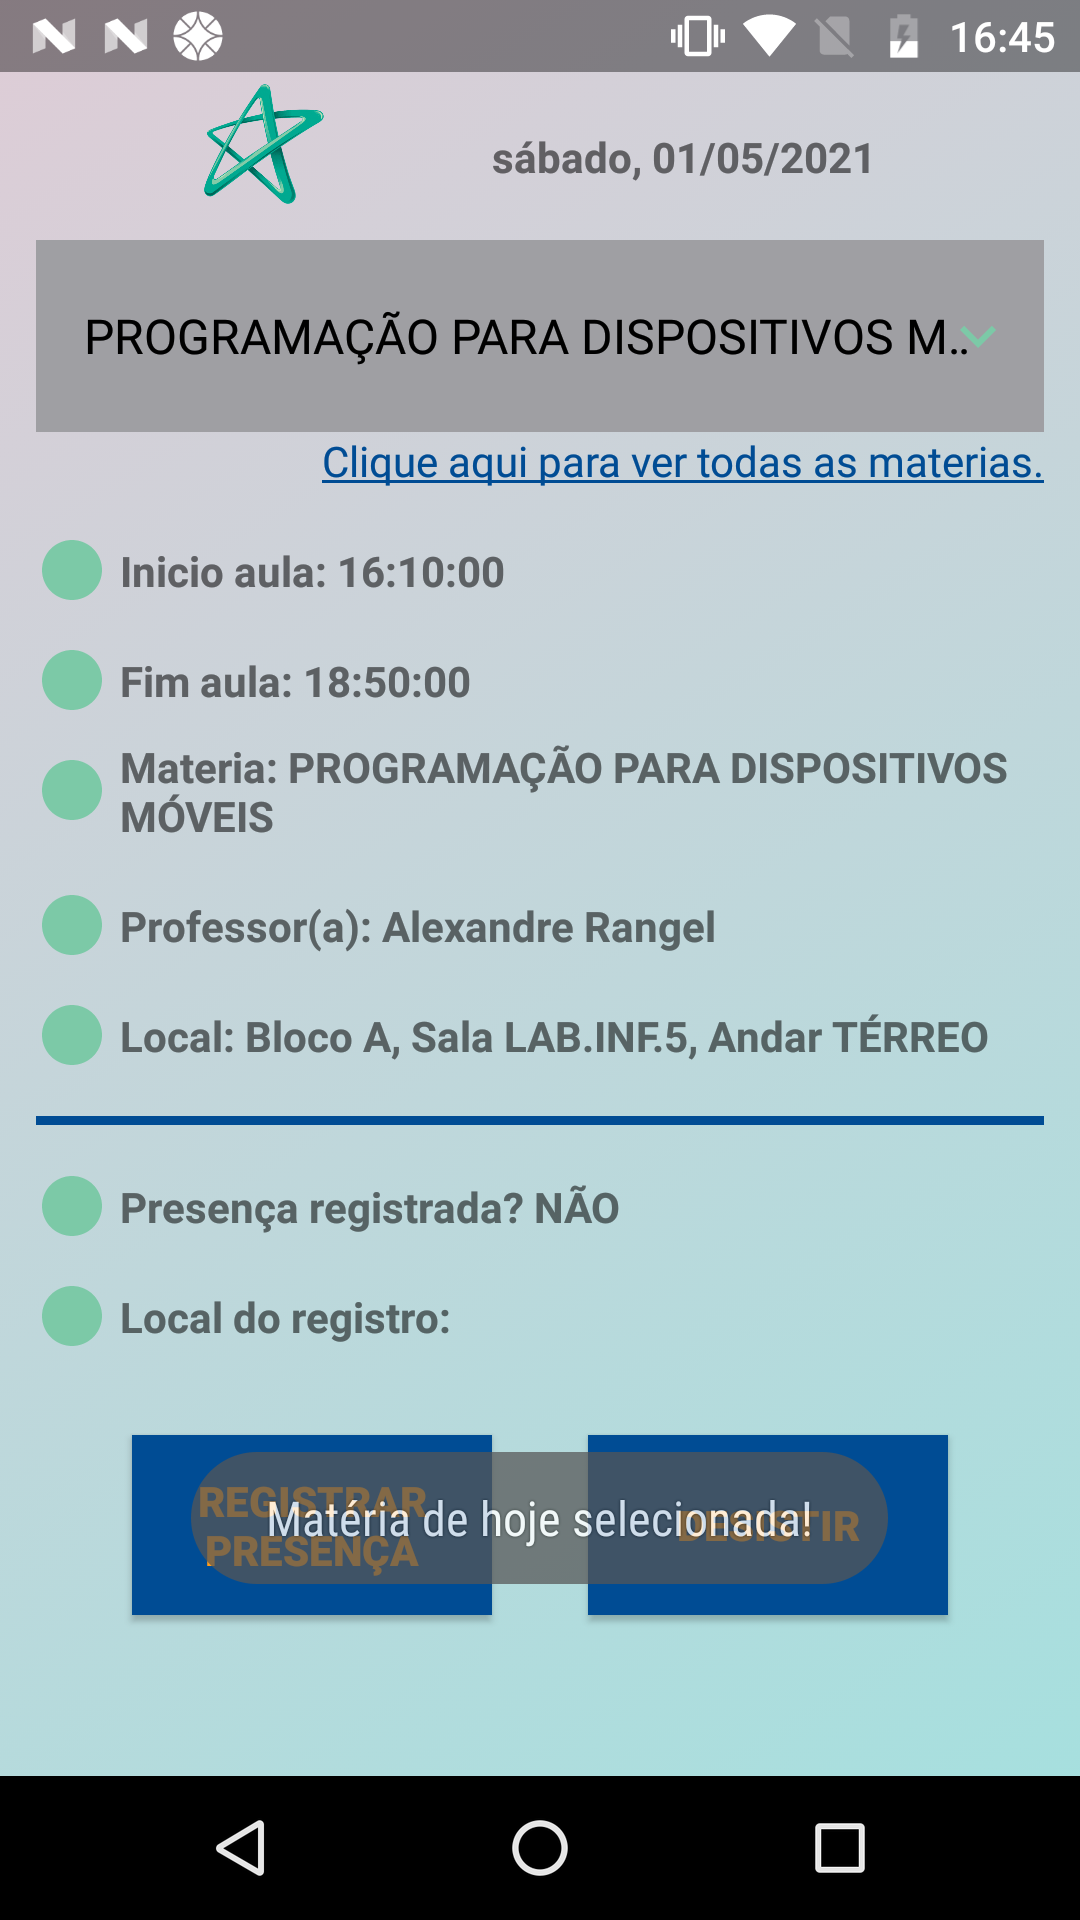 16:45
sábado, 01/05/2021
PROGRAMAÇÃO PARA DISPOSITIVOS M..
Clique aqui para ver todas as materias.
Inicio aula: 16:10:00
Fim aula: 18:50:00
Materia: PROGRAMAÇÃO PARA DISPOSITIVOS
MÓVEIS
Professor(a): Alexandre Rangel
Local: Bloco A, Sala LAB.INF.5, Andar TÉRREO
Presença registrada? NÃO
Local do registro:
REGISTRAR
PRESENÇA
DESISTIR
Matéria de hoje selecionada!